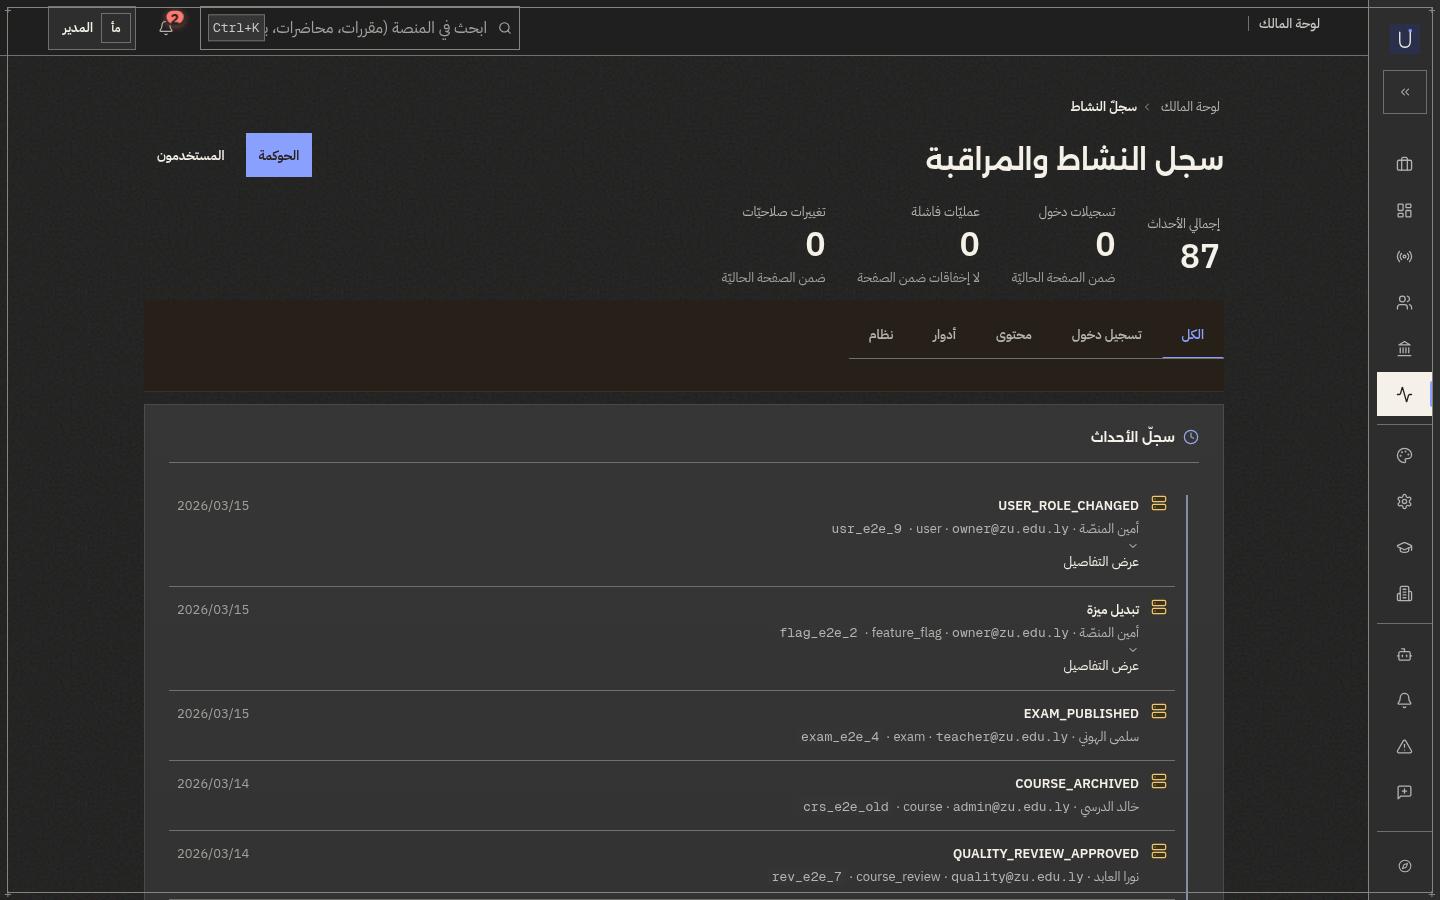 لوحة المالك
ابحث في المنصة (مقررات، محاضرات، ب
Ctrl+K
2
مأ
المدير
لوحة المالك › سجلّ النشاط
سجل النشاط والمراقبة
الحوكمة
المستخدمون
إجمالي الأحداث
87
تسجيلات دخول
0
ضمن الصفحة الحاليّة
عمليّات فاشلة
0
لا إخفاقات ضمن الصفحة
تغييرات صلاحيّات
0
ضمن الصفحة الحاليّة
الكل
تسجيل دخول
محتوى
أدوار
نظام
سجلّ الأحداث
USER_ROLE_CHANGED
2026/03/15
أمين المنصّة · owner@zu.edu.ly · user · usr_e2e_9
عرض التفاصيل
تبديل ميزة
2026/03/15
أمين المنصّة · owner@zu.edu.ly · feature_flag · flag_e2e_2
عرض التفاصيل
EXAM_PUBLISHED
2026/03/15
سلمى الهوني · teacher@zu.edu.ly · exam · exam_e2e_4
COURSE_ARCHIVED
2026/03/14
خالد الدرسي · admin@zu.edu.ly · course · crs_e2e_old
QUALITY_REVIEW_APPROVED
2026/03/14
نورا العابد · quality@zu.edu.ly · course_review · rev_e2e_7